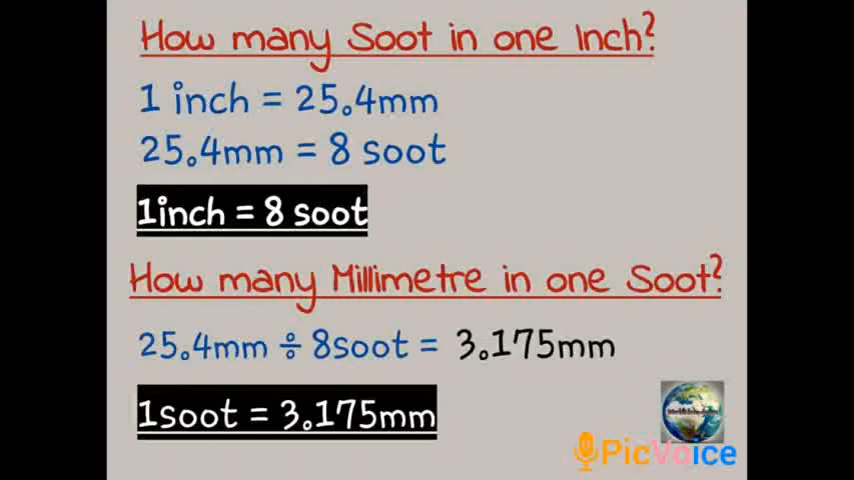 How many Soot in one Inch?
1 inch = 25.4mm
25.4mm = 8 soot
1inch = 8 soot
How many Millimetre in one Soot?
25.4mm ÷ 8soot = 3.175mm
1soot = 3.175mm
PicVoice